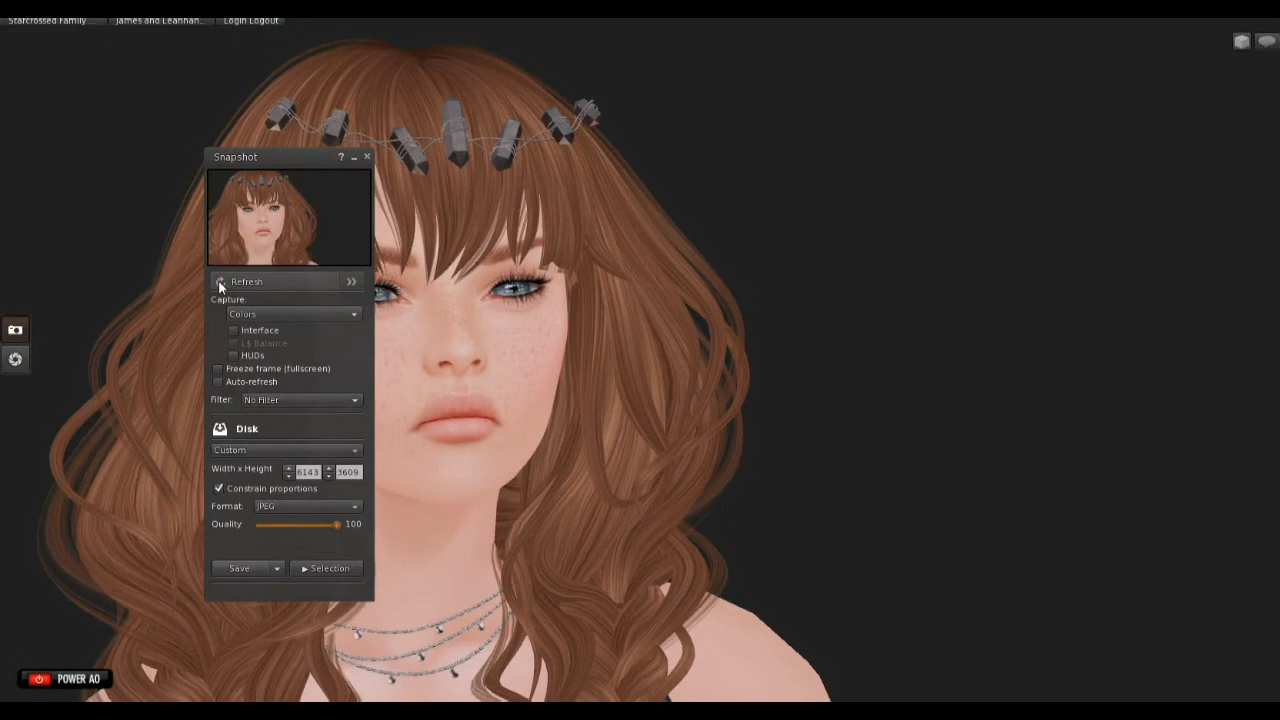 Starcrossed Family ... James and Leanhan... Login Logout
Snapshot ?
Refresh
Capture:
Colors
Interface
L$ Balance
HUDs
Freeze frame (fullscreen)
Auto-refresh
Filter: No Filter
Disk
Custom
Width x Height 6143 3609
Constrain proportions
Format: JPEG
Quality: 100
Save Selection
POWER AO